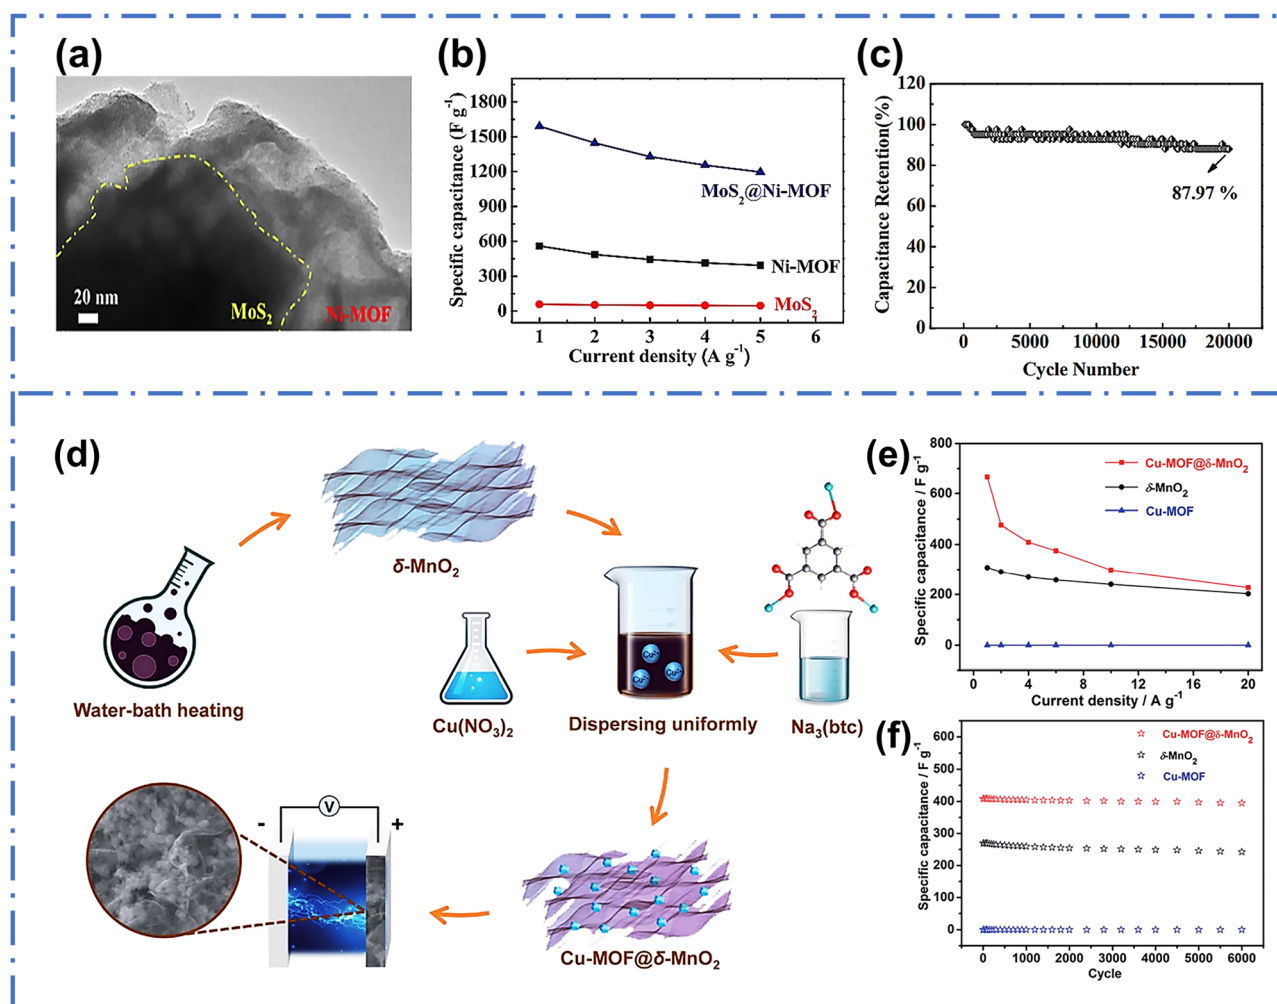 (a)
20 nm
MoS2
Ni-MOF
(b)
Specific capacitance (F g-1)
1800
1500
1200
900
600
300
0
MoS2@Ni-MOF
Ni-MOF
MoS2
1 2 3 4 5 6
Current density (A g-1)
(c)
Capacitance Retention(%)
120
100
80
60
40
20
0
87.97 %
0 5000 10000 15000 20000
Cycle Number
(d)
δ-MnO2
Water-bath heating
Cu(NO3)2
Cu2+
Cu2+
Cu2+
Dispersing uniformly
Na3(btc)
- V +
Cu-MOF@δ-MnO2
(e)
Specific capacitance / F g-1
800
600
400
200
0
Cu-MOF@δ-MnO2
δ-MnO2
Cu-MOF
0 4 8 12 16 20
Current density / A g-1
(f)
Specific capacitance / F g-1
600
500
400
300
200
100
0
Cu-MOF@δ-MnO2
δ-MnO2
Cu-MOF
0 1000 2000 3000 4000 5000 6000
Cycle